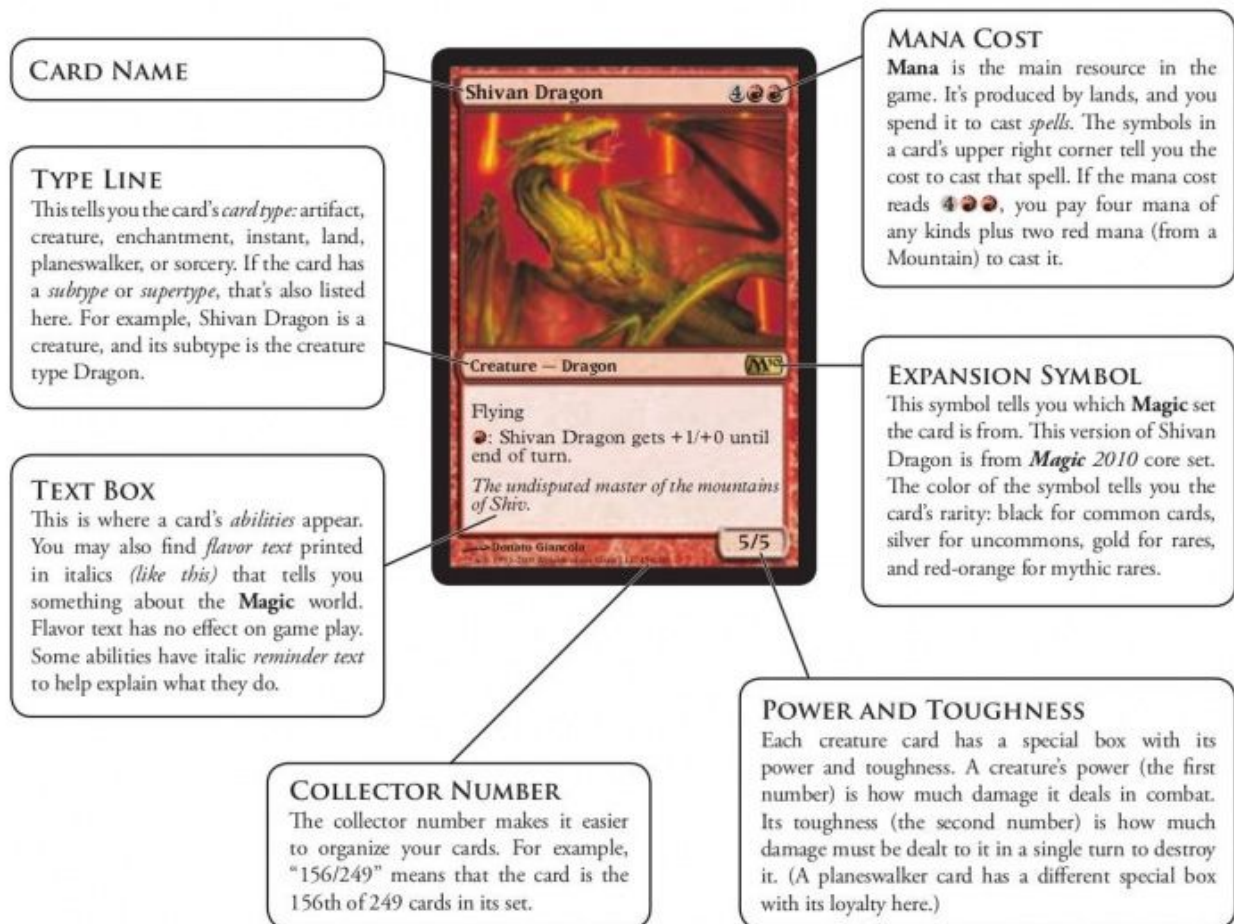 CARD NAME
TYPE LINE
This tells you the card's card type: artifact,
creature, enchantment, instant, land,
planeswalker, or sorcery. If the card has
a subtype or supertype, that's also listed
here. For example, Shivan Dragon is a
creature, and its subtype is the creature
type Dragon.
TEXT BOX
This is where a card's abilities appear.
You may also find flavor text printed
in italics (like this) that tells you
something about the Magic world.
Flavor text has no effect on game play.
Some abilities have italic reminder text
to help explain what they do.
Shivan Dragon 4
Creature — Dragon M10
Flying
: Shivan Dragon gets +1/+0 until
end of turn.
The undisputed master of the mountains
of Shiv.
Donato Giancola
5/5
MANA COST
Mana is the main resource in the
game. It's produced by lands, and you
spend it to cast spells. The symbols in
a card's upper right corner tell you the
cost to cast that spell. If the mana cost
reads 4, you pay four mana of
any kinds plus two red mana (from a
Mountain) to cast it.
EXPANSION SYMBOL
This symbol tells you which Magic set
the card is from. This version of Shivan
Dragon is from Magic 2010 core set.
The color of the symbol tells you the
card's rarity: black for common cards,
silver for uncommons, gold for rares,
and red-orange for mythic rares.
COLLECTOR NUMBER
The collector number makes it easier
to organize your cards. For example,
"156/249" means that the card is the
156th of 249 cards in its set.
POWER AND TOUGHNESS
Each creature card has a special box with its
power and toughness. A creature's power (the first
number) is how much damage it deals in combat.
Its toughness (the second number) is how much
damage must be dealt to it in a single turn to destroy
it. (A planeswalker card has a different special box
with its loyalty here.)